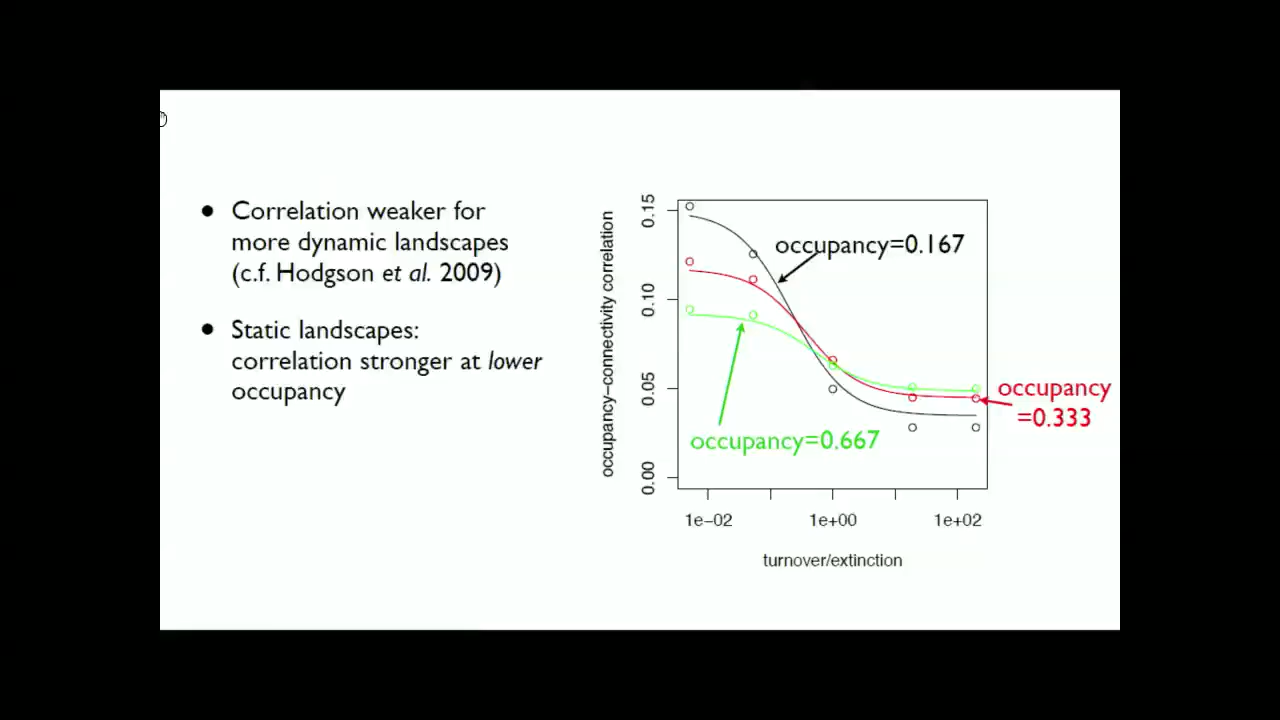 ● Correlation weaker for
more dynamic landscapes
(c.f. Hodgson et al. 2009)
● Static landscapes:
correlation stronger at lower
occupancy
occupancy–connectivity correlation
0.15
0.10
0.05
0.00
occupancy=0.167
occupancy
=0.333
occupancy=0.667
1e−02
1e+00
1e+02
turnover/extinction